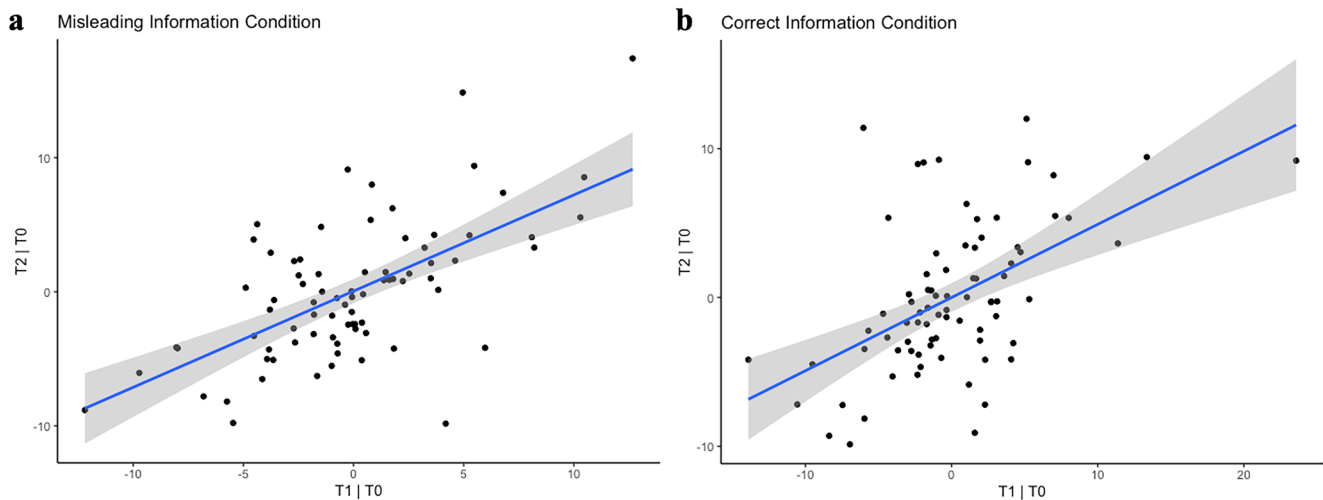 a Misleading Information Condition
T2 | T0
10
0
-10
-10 -5 0 5 10
T1 | T0
b Correct Information Condition
T2 | T0
10
0
-10
-10 0 10 20
T1 | T0